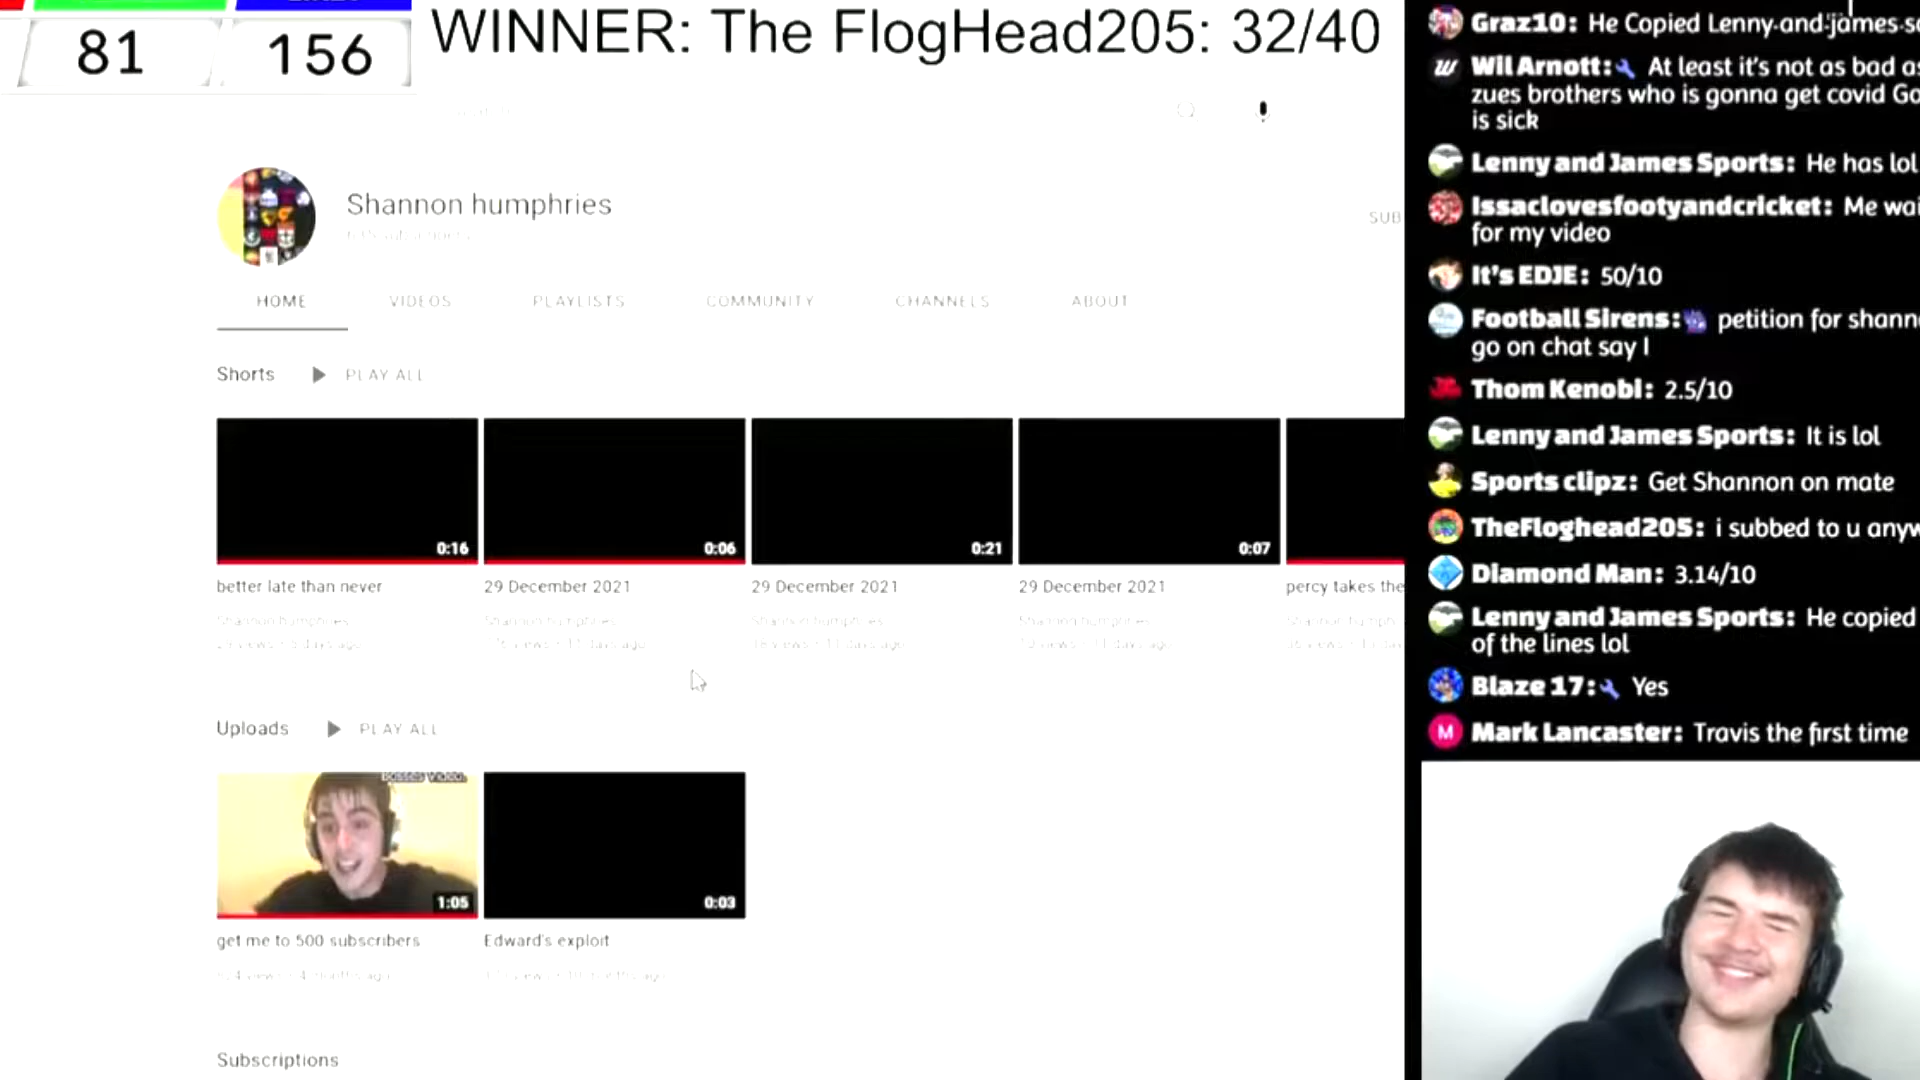 81
156
WINNER: The FlogHead205: 32/40
Shannon humphries
SUB
HOME
VIDEOS
PLAYLISTS
COMMUNITY
CHANNELS
ABOUT
Shorts
PLAY ALL
0:16
0:06
0:21
0:07
better late than never
29 December 2021
29 December 2021
29 December 2021
percy takes the
Uploads
PLAY ALL
1:05
0:03
get me to 500 subscribers
Edward's exploit
Subscriptions
Graz10: He Copied Lenny-and-james-s
Wil Arnott: At least it's not as bad as
zues brothers who is gonna get covid Go
is sick
Lenny and James Sports: He has lol
Issaclovesfootyandcricket: Me wai
for my video
It's EDJE: 50/10
Football Sirens: petition for shann
go on chat say I
Thom Kenobi: 2.5/10
Lenny and James Sports: It is lol
Sports clipz: Get Shannon on mate
TheFloghead205: i subbed to u anyw
Diamond Man: 3.14/10
Lenny and James Sports: He copied
of the lines lol
Blaze 17: Yes
M
Mark Lancaster: Travis the first time